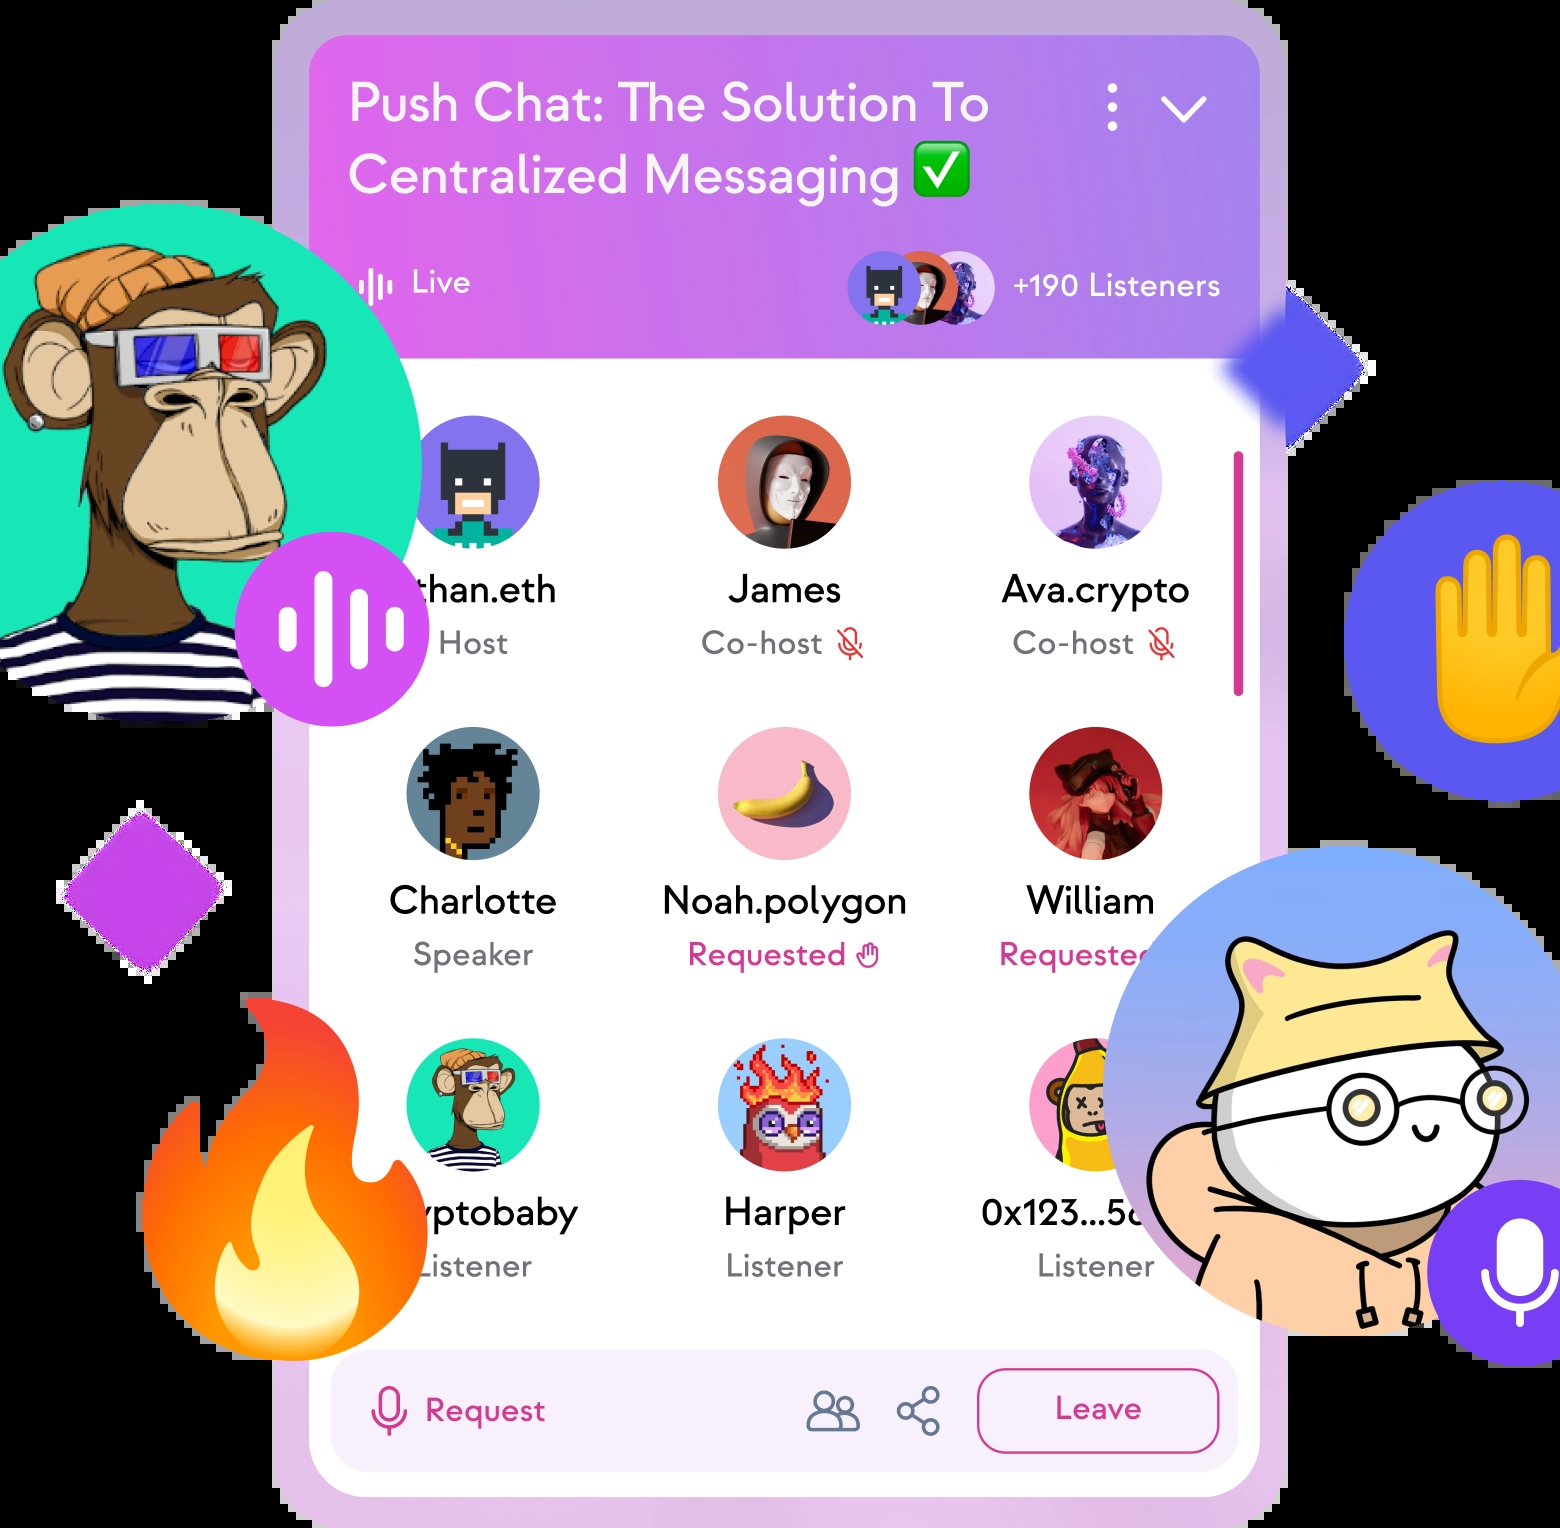 Push Chat: The Solution To
Centralized Messaging ✅
Live
+190 Listeners
James
Ava.crypto
Host
Co-host
Co-host
Charlotte
Noah.polygon
William
Speaker
Requested
Harper
Listener
Listener
Listener
Request
Leave